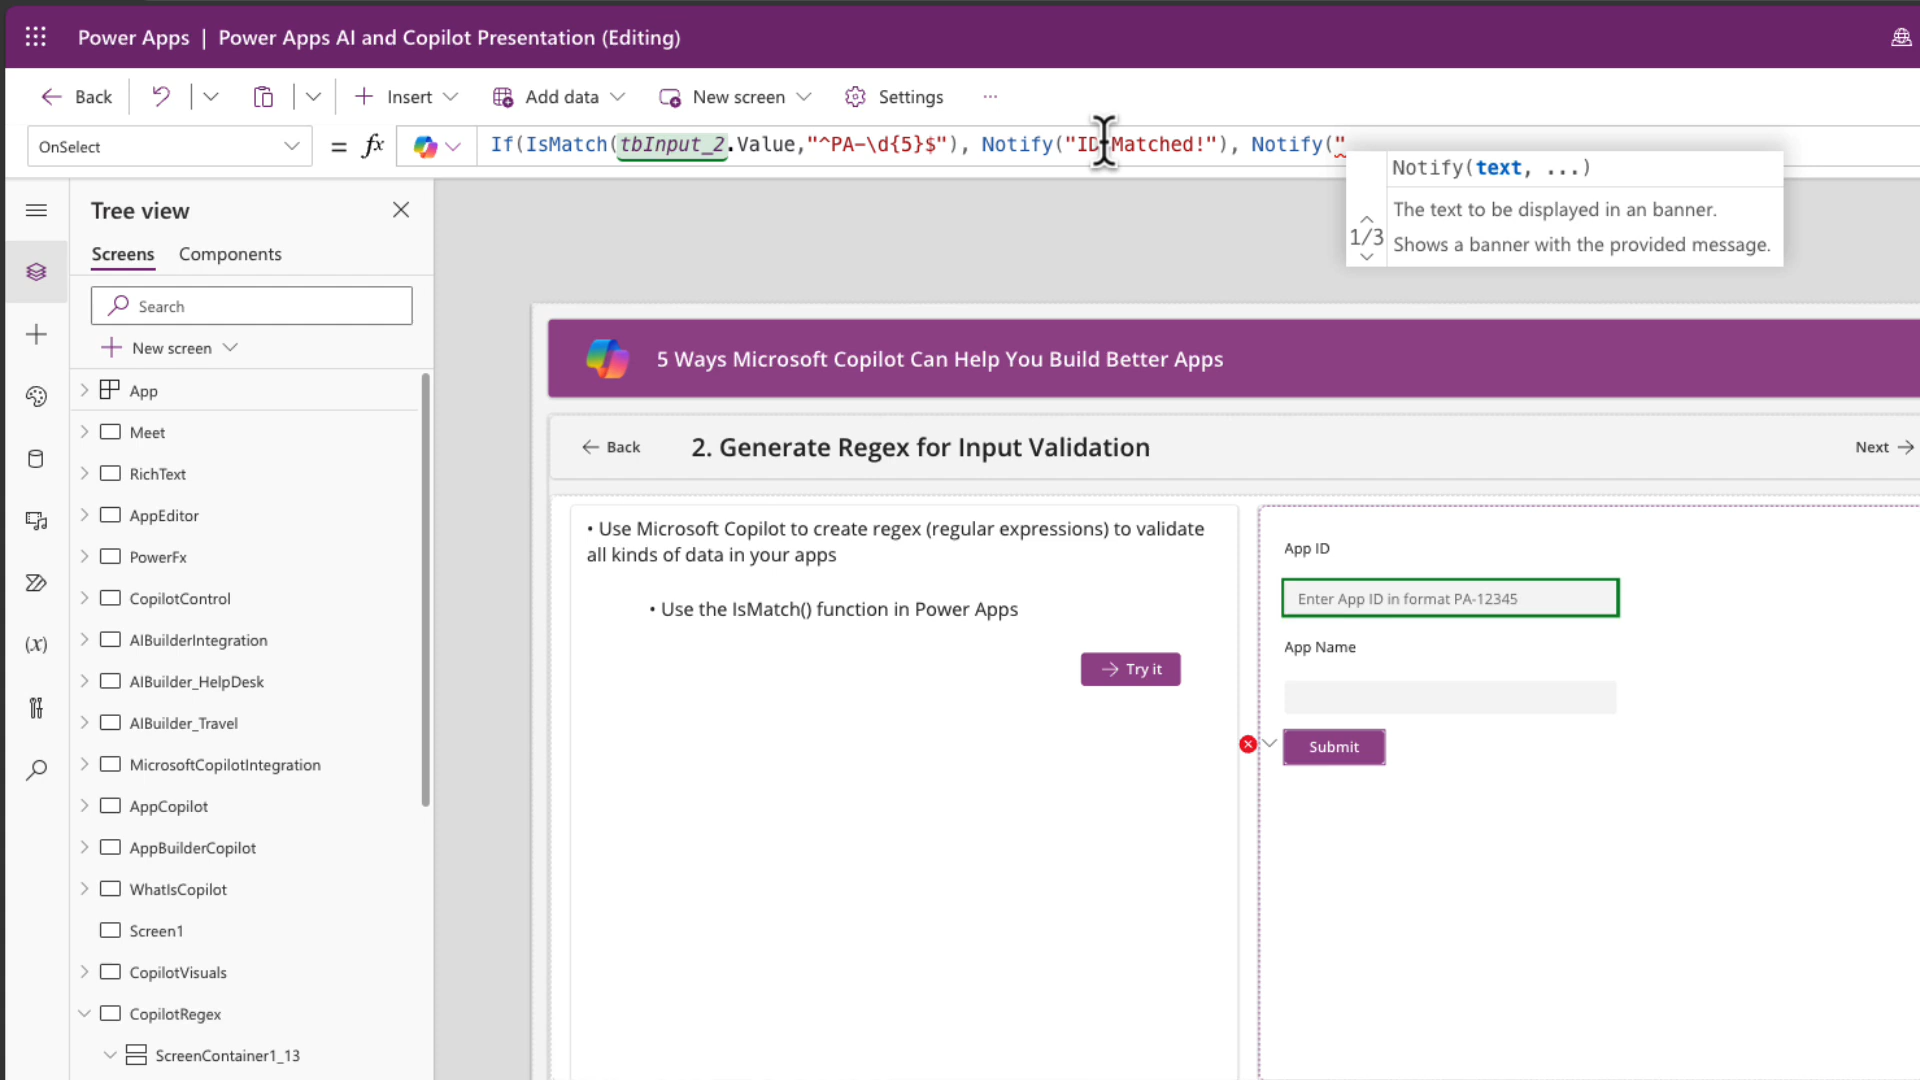 Power Apps | Power Apps AI and Copilot Presentation (Editing)
Back
Insert
Add data
New screen
Settings
...
OnSelect
= fx
If(IsMatch(tbInput_2.Value,"^PA-\d{5}$"), Notify("ID Matched!"), Notify("
Notify(text, ...)
1/3
The text to be displayed in an banner.
Shows a banner with the provided message.
Tree view
Screens
Components
Search
New screen
App
Meet
RichText
AppEditor
PowerFx
CopilotControl
AIBuilderIntegration
AIBuilder_HelpDesk
AIBuilder_Travel
MicrosoftCopilotIntegration
AppCopilot
AppBuilderCopilot
WhatIsCopilot
Screen1
CopilotVisuals
CopilotRegex
ScreenContainer1_13
(x)
5 Ways Microsoft Copilot Can Help You Build Better Apps
Back
2. Generate Regex for Input Validation
Next
• Use Microsoft Copilot to create regex (regular expressions) to validate
all kinds of data in your apps
• Use the IsMatch() function in Power Apps
Try it
App ID
Enter App ID in format PA-12345
App Name
Submit